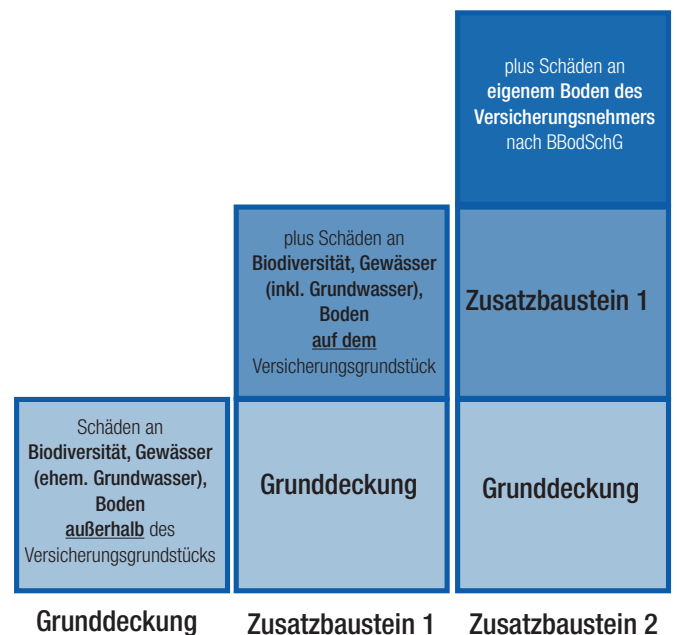 plus Schäden an
eigenem Boden des
Versicherungsnehmers
nach BBodSchG
plus Schäden an
Biodiversität, Gewässer
(inkl. Grundwasser),
Boden
auf dem
Versicherungsgrundstück
Zusatzbaustein 1
Schäden an
Biodiversität, Gewässer
(ehem. Grundwasser),
Boden
außerhalb des
Versicherungsgrundstücks
Grunddeckung
Grunddeckung
Grunddeckung
Zusatzbaustein 1
Zusatzbaustein 2